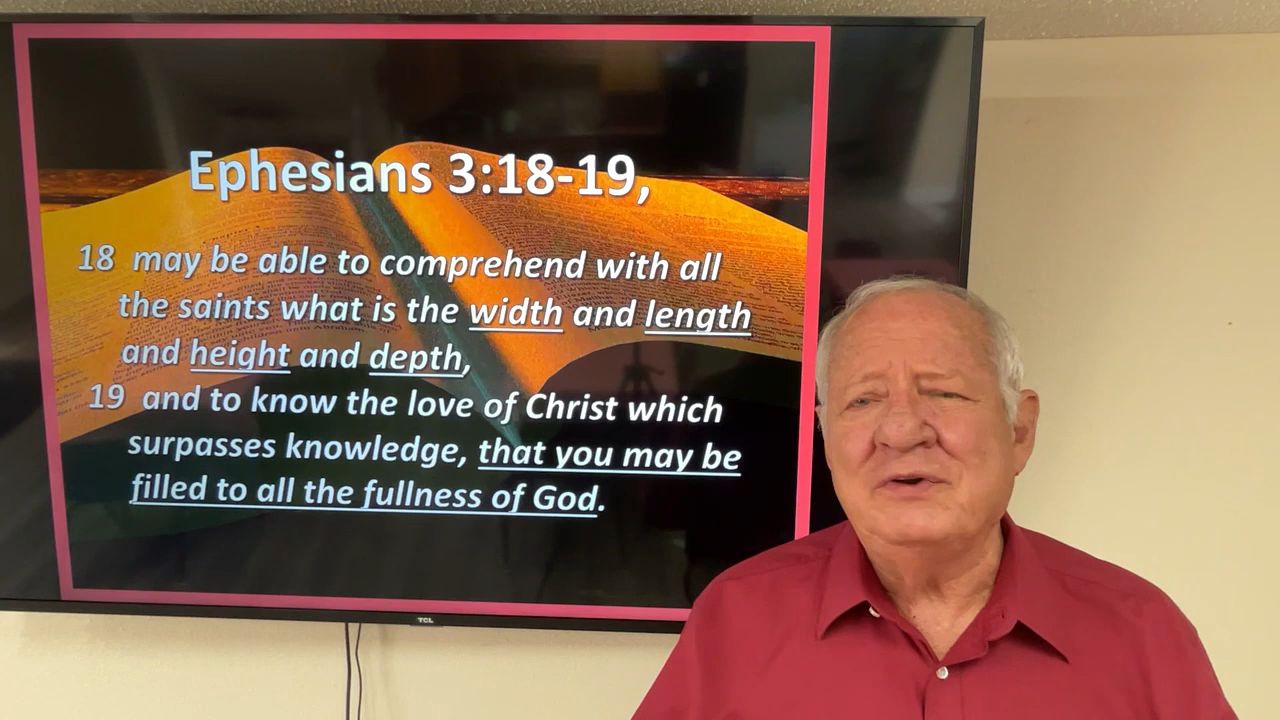 Ephesians 3:18-19,
18 may be able to comprehend with all
the saints what is the width and length
and height and depth,
19 and to know the love of Christ which
surpasses knowledge, that you may be
filled to all the fullness of God.
TCL